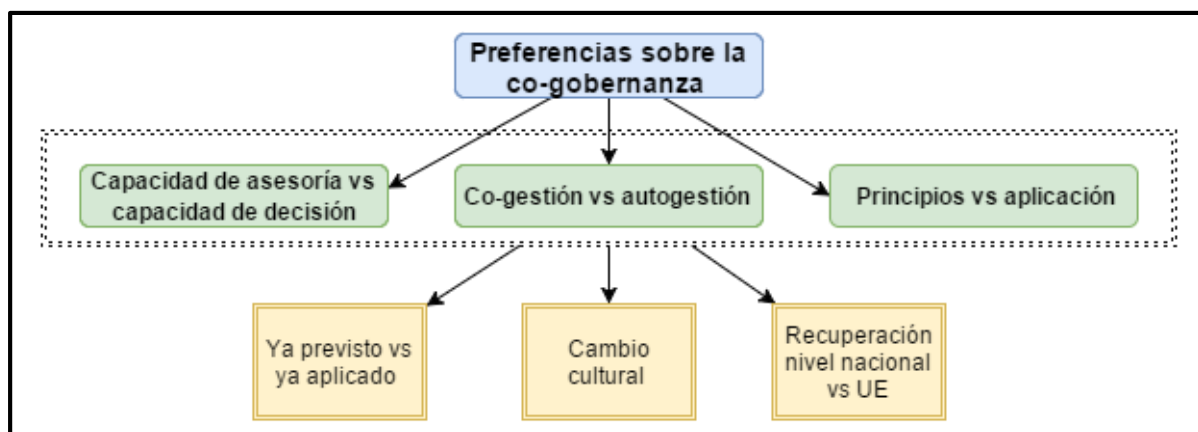 Preferencias sobre la
co-gobernanza
Capacidad de asesoría vs
capacidad de decisión
Co-gestión vs autogestión
Principios vs aplicación
Ya previsto vs
ya aplicado
Cambio
cultural
Recuperación
nivel nacional
vs UE